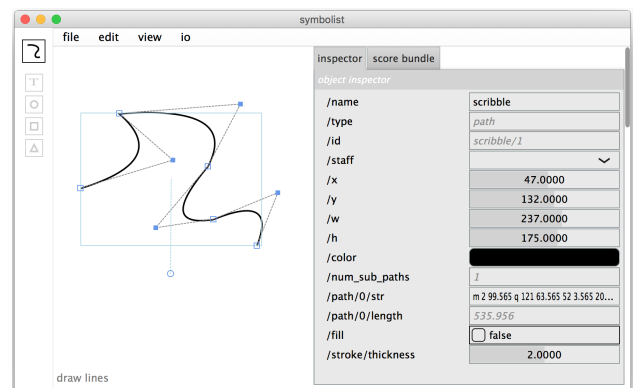 symbolist
file edit view io
inspector score bundle
object inspector
/name scribble
/type path
/id scribble/1
/staff
/x 47.0000
/y 132.0000
/w 237.0000
/h 175.0000
/color
/num_sub_paths 1
/path/0/str m 2 99.565 q 121 63.565 52 3.565 20...
/path/0/length 535.956
/fill false
/stroke/thickness 2.0000
T
draw lines